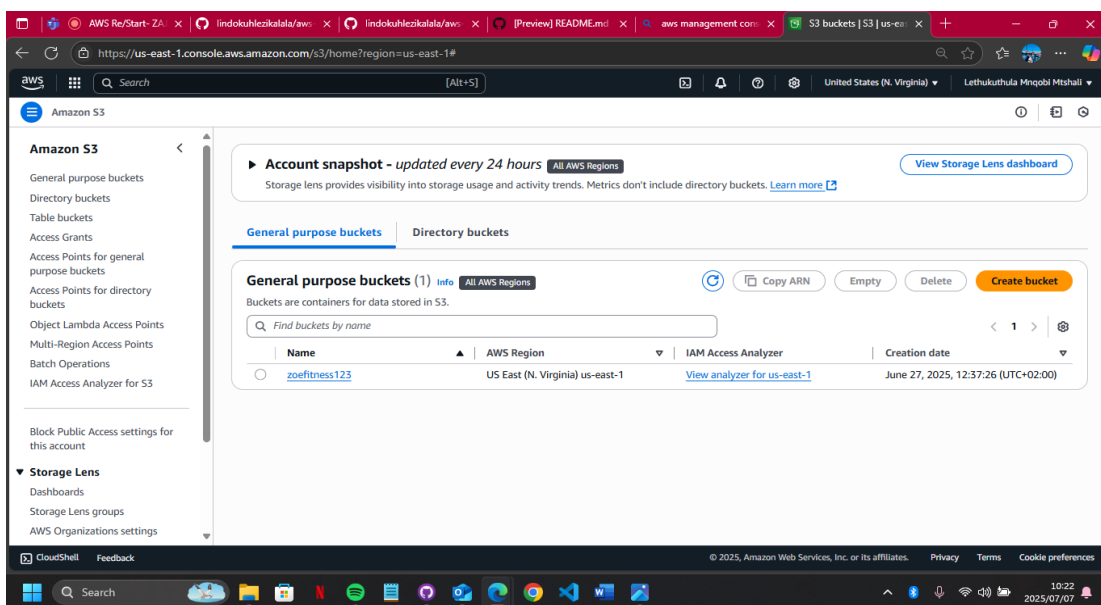 AWS Re/Start- ZA
lindokuhlezikalala/aws-
lindokuhlezikalala/aws
[Preview] README.md
aws management cons
S3 buckets | S3 | us-eas
https://us-east-1.console.aws.amazon.com/s3/home?region=us-east-1#
aws
Search
[Alt+S]
United States (N. Virginia)
Lethukuthula Mnqobi Mtshali
Amazon S3
Amazon S3
General purpose buckets
Directory buckets
Table buckets
Access Grants
Access Points for general
purpose buckets
Access Points for directory
buckets
Object Lambda Access Points
Multi-Region Access Points
Batch Operations
IAM Access Analyzer for S3
Block Public Access settings for
this account
Storage Lens
Dashboards
Storage Lens groups
AWS Organizations settings
Account snapshot - updated every 24 hours All AWS Regions
View Storage Lens dashboard
Storage lens provides visibility into storage usage and activity trends. Metrics don't include directory buckets. Learn more
General purpose buckets Directory buckets
General purpose buckets (1) Info All AWS Regions
Copy ARN Empty Delete Create bucket
Buckets are containers for data stored in S3.
Find buckets by name
1
Name AWS Region IAM Access Analyzer Creation date
zoefitness123 US East (N. Virginia) us-east-1 View analyzer for us-east-1 June 27, 2025, 12:37:26 (UTC+02:00)
CloudShell Feedback © 2025, Amazon Web Services, Inc. or its affiliates. Privacy Terms Cookie preferences
Search
10:22
2025/07/07